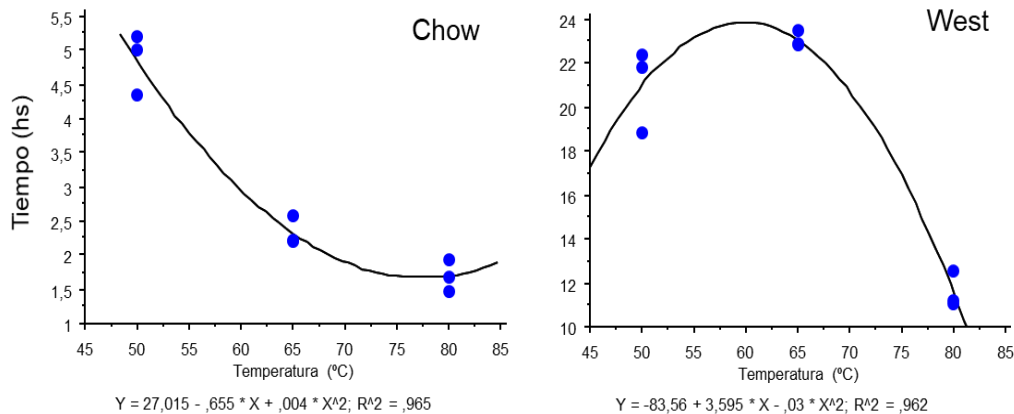 Chow
Tiempo (hs)
5,5
5
4,5
4
3,5
3
2,5
2
1,5
1
45 50 55 60 65 70 75 80 85
Temperatura (ºC)
Y = 27,015 - ,655 * X + ,004 * X^2; R^2 = ,965
West
24
22
20
18
16
14
12
10
45 50 55 60 65 70 75 80 85
Temperatura (ºC)
Y = -83,56 + 3,595 * X - ,03 * X^2; R^2 = ,962